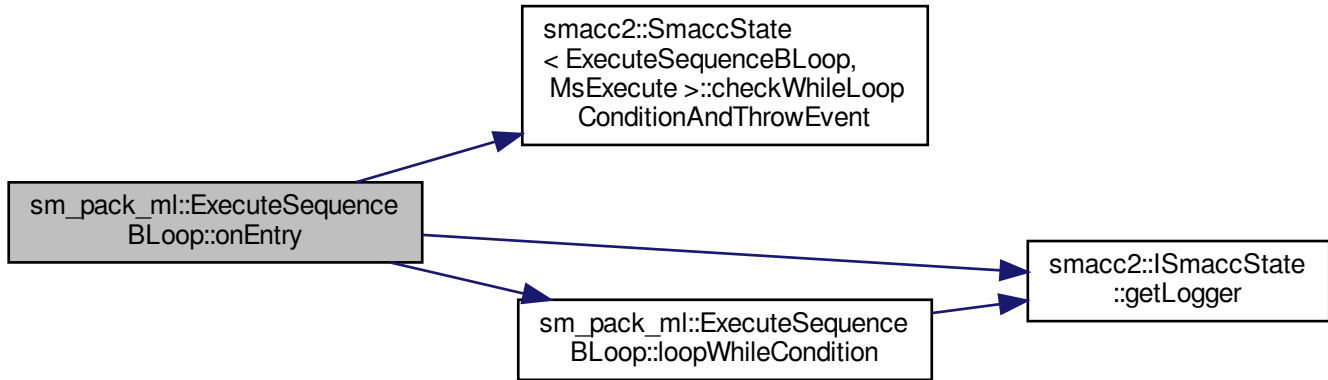 smacc2::SmaccState
< ExecuteSequenceBLoop,
MsExecute >::checkWhileLoop
ConditionAndThrowEvent
sm_pack_ml::ExecuteSequence
BLoop::onEntry
smacc2::ISmaccState
::getLogger
sm_pack_ml::ExecuteSequence
BLoop::loopWhileCondition